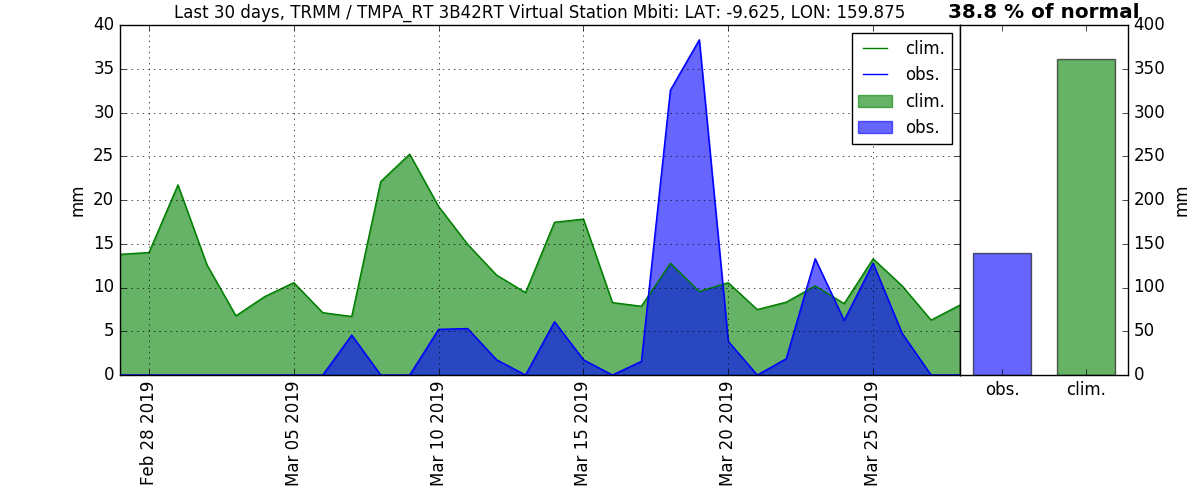 Last 30 days, TRMM / TMPA_RT 3B42RT Virtual Station Mbiti: LAT: -9.625, LON: 159.875
38.8 % of normal
40
35
30
25
20
15
10
5
0
mm
clim.
obs.
clim.
obs.
400
350
300
250
200
150
100
50
0
mm
Feb 28 2019
Mar 05 2019
Mar 10 2019
Mar 15 2019
Mar 20 2019
Mar 25 2019
obs.
clim.